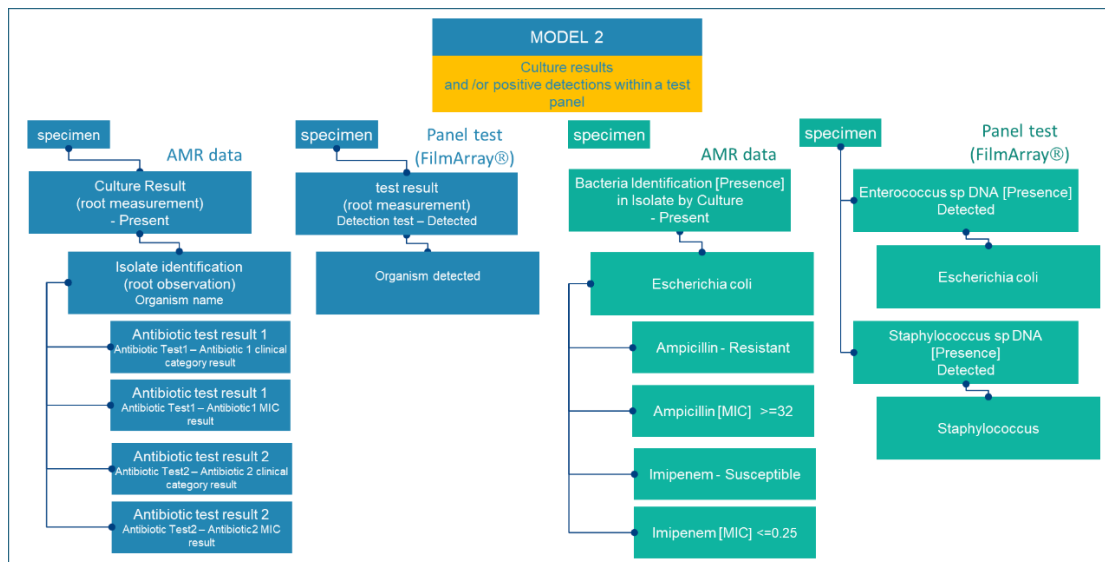 MODEL 2
Culture results
and /or positive detections within a test
panel
specimen
AMR data
Culture Result
(root measurement)
- Present
Isolate identification
(root observation)
Organism name
Antibiotic test result 1
Antibiotic Test1 – Antibiotic 1 clinical
category result
Antibiotic test result 1
Antibiotic Test1 – Antibiotic1 MIC
result
Antibiotic test result 2
Antibiotic Test2 – Antibiotic 2 clinical
category result
Antibiotic test result 2
Antibiotic Test2 – Antibiotic2 MIC
result
specimen
Panel test
(FilmArray®)
test result
(root measurement)
Detection test – Detected
Organism detected
specimen
AMR data
Bacteria Identification [Presence]
in Isolate by Culture
- Present
Escherichia coli
Ampicillin - Resistant
Ampicillin [MIC] >=32
Imipenem - Susceptible
Imipenem [MIC] <=0.25
specimen
Panel test
(FilmArray®)
Enterococcus sp DNA [Presence]
Detected
Escherichia coli
Staphylococcus sp DNA
[Presence]
Detected
Staphylococcus